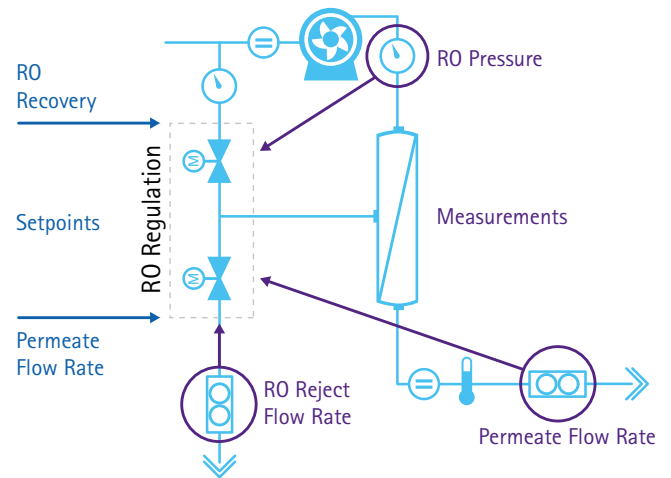 RO
Recovery
RO Pressure
M
RO Regulation
Setpoints
Measurements
M
Permeate
Flow Rate
RO Reject
Flow Rate
Permeate Flow Rate